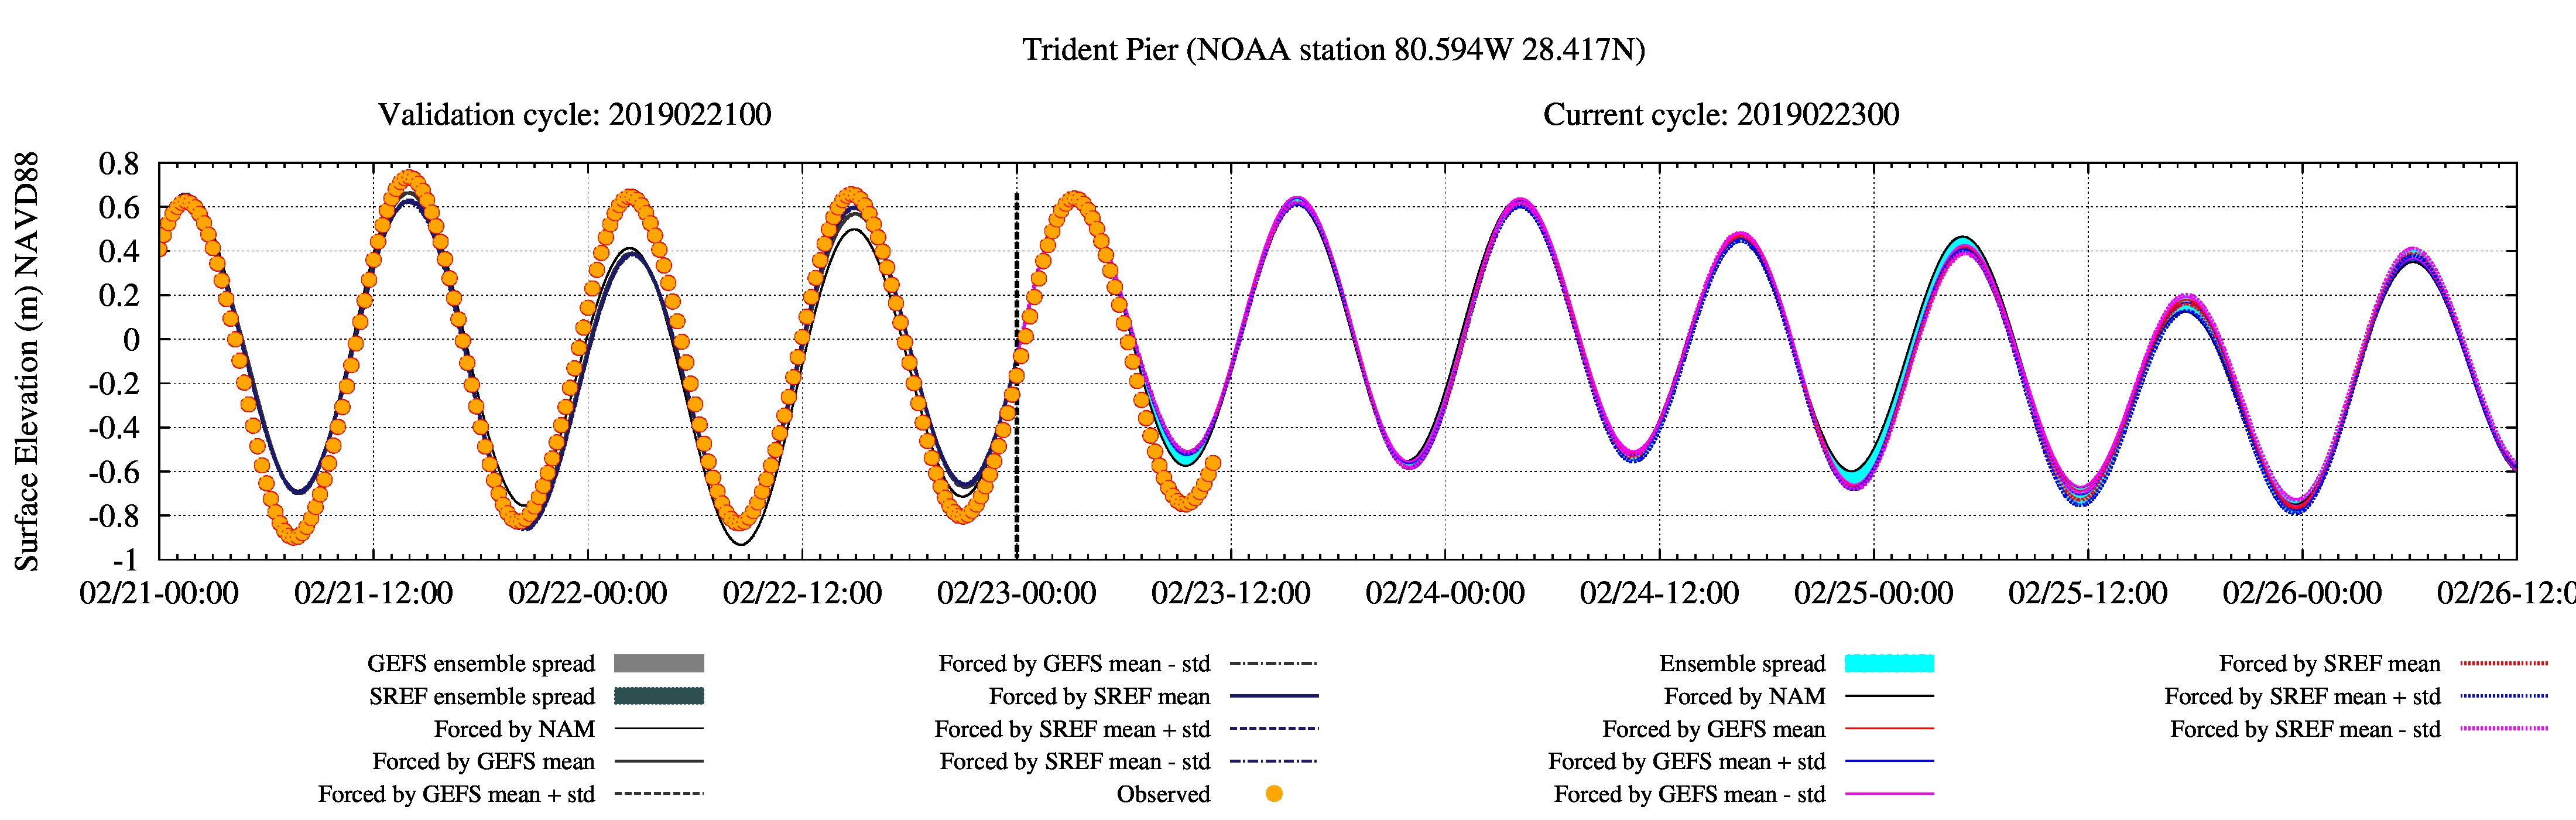 Trident Pier (NOAA station 80.594W 28.417N)
Validation cycle: 2019022100
Current cycle: 2019022300
Surface Elevation (m) NAVD88
0.8
0.6
0.4
0.2
0
-0.2
-0.4
-0.6
-0.8
-1
02/21-00:00 02/21-12:00 02/22-00:00 02/22-12:00 02/23-00:00 02/23-12:00 02/24-00:00 02/24-12:00 02/25-00:00 02/25-12:00 02/26-00:00 02/26-12:0
GEFS ensemble spread
SREF ensemble spread
Forced by NAM
Forced by GEFS mean
Forced by GEFS mean + std
Forced by GEFS mean - std
Forced by SREF mean
Forced by SREF mean + std
Forced by SREF mean - std
Observed
Ensemble spread
Forced by NAM
Forced by GEFS mean
Forced by GEFS mean + std
Forced by GEFS mean - std
Forced by SREF mean
Forced by SREF mean + std
Forced by SREF mean - std